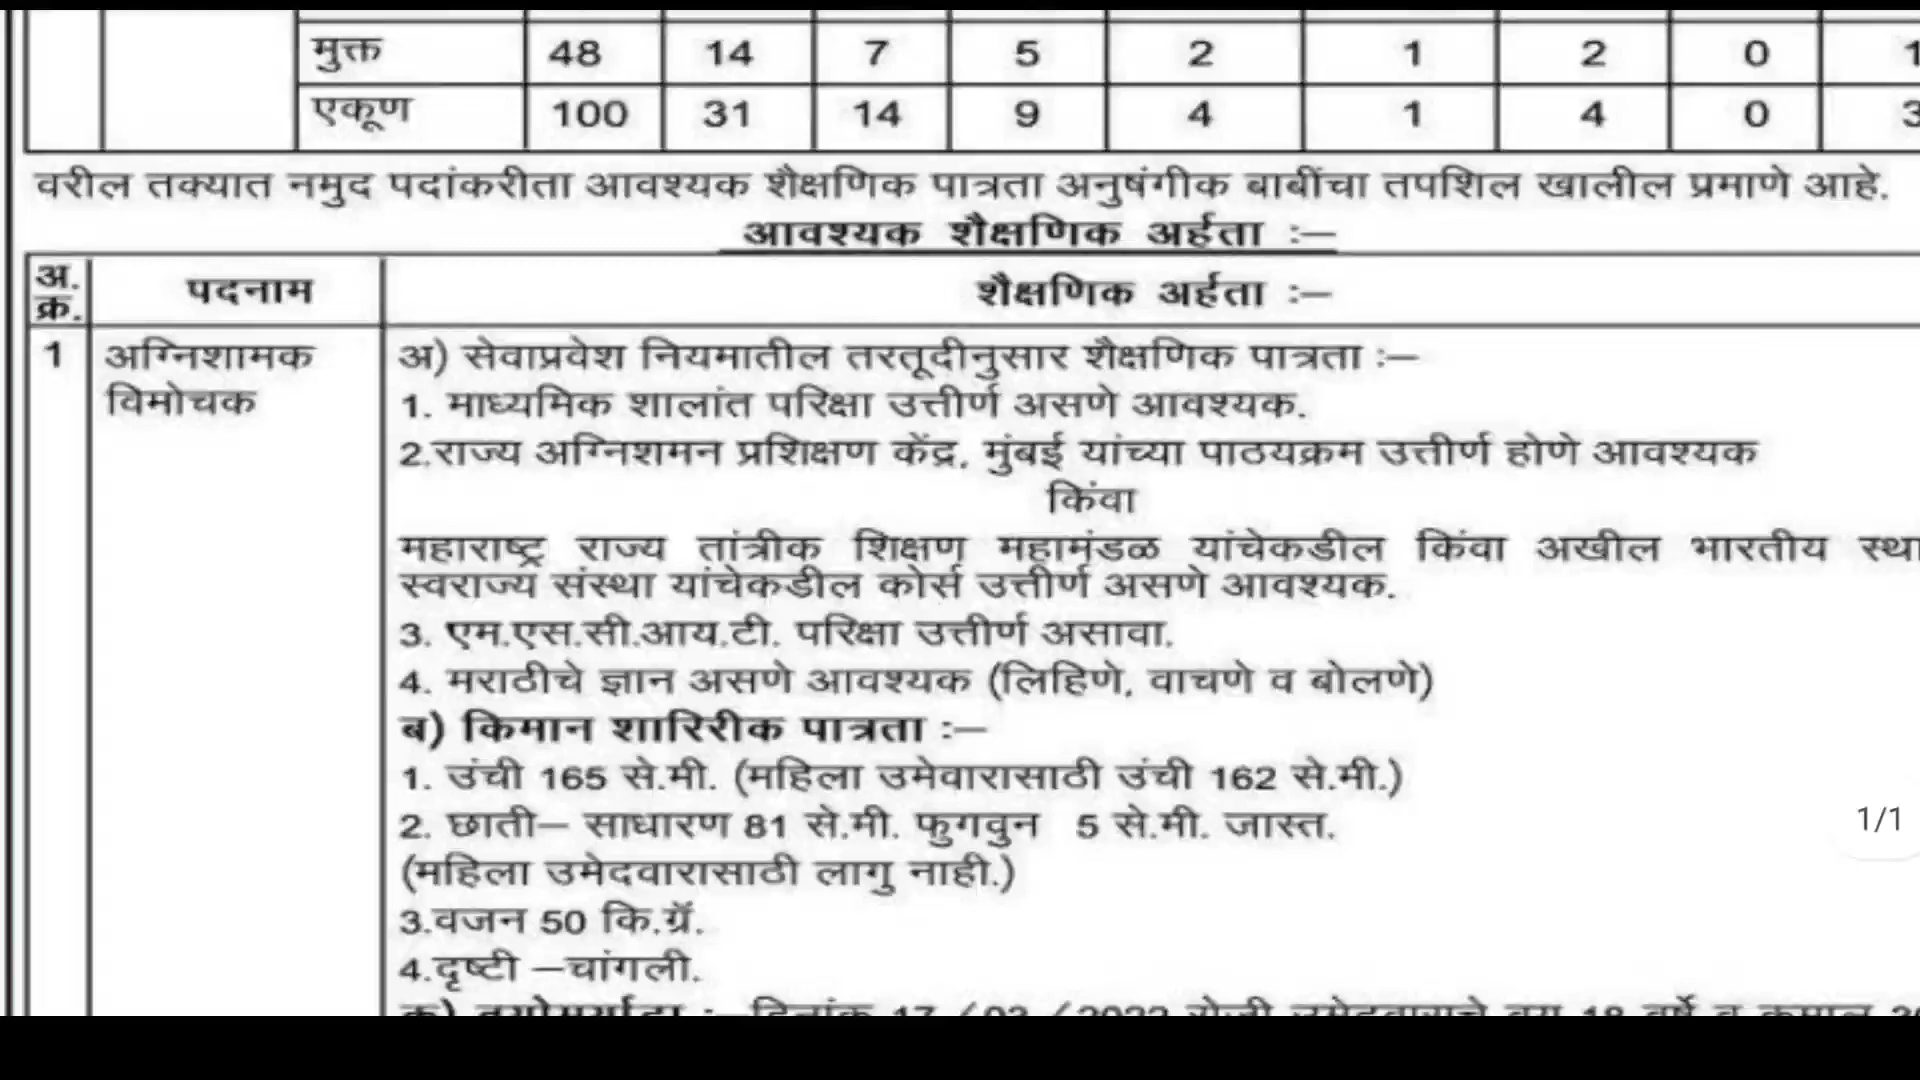 मुक्त 48 14 7 5 2 1 2 0
एकूण 100 31 14 9 4 1 4 0
वरील तक्यात नमुद पदांकरीता आवश्यक शैक्षणिक पात्रता अनुषंगीक बाबींचा तपशिल खालील प्रमाणे आहे.
आवश्यक शैक्षणिक अर्हता :–
अ.क्र. पदनाम शैक्षणिक अर्हता :–
1 अग्निशामक विमोचक
अ) सेवाप्रवेश नियमातील तरतूदीनुसार शैक्षणिक पात्रता :–
1. माध्यमिक शालांत परिक्षा उत्तीर्ण असणे आवश्यक.
2.राज्य अग्निशमन प्रशिक्षण केंद्र, मुंबई यांच्या पाठयक्रम उत्तीर्ण होणे आवश्यक
किंवा
महाराष्ट्र राज्य तांत्रीक शिक्षण महामंडळ यांचेकडील किंवा अखील भारतीय स्था
स्वराज्य संस्था यांचेकडील कोर्स उत्तीर्ण असणे आवश्यक.
3. एम.एस.सी.आय.टी. परिक्षा उत्तीर्ण असावा.
4. मराठीचे ज्ञान असणे आवश्यक (लिहिणे, वाचणे व बोलणे)
ब) किमान शारिरीक पात्रता :–
1. उंची 165 से.मी. (महिला उमेवारासाठी उंची 162 से.मी.)
2. छाती– साधारण 81 से.मी. फुगवुन 5 से.मी. जास्त.
(महिला उमेदवारासाठी लागु नाही.)
3.वजन 50 कि.ग्रॅ.
4.दृष्टी –चांगली.
1/1